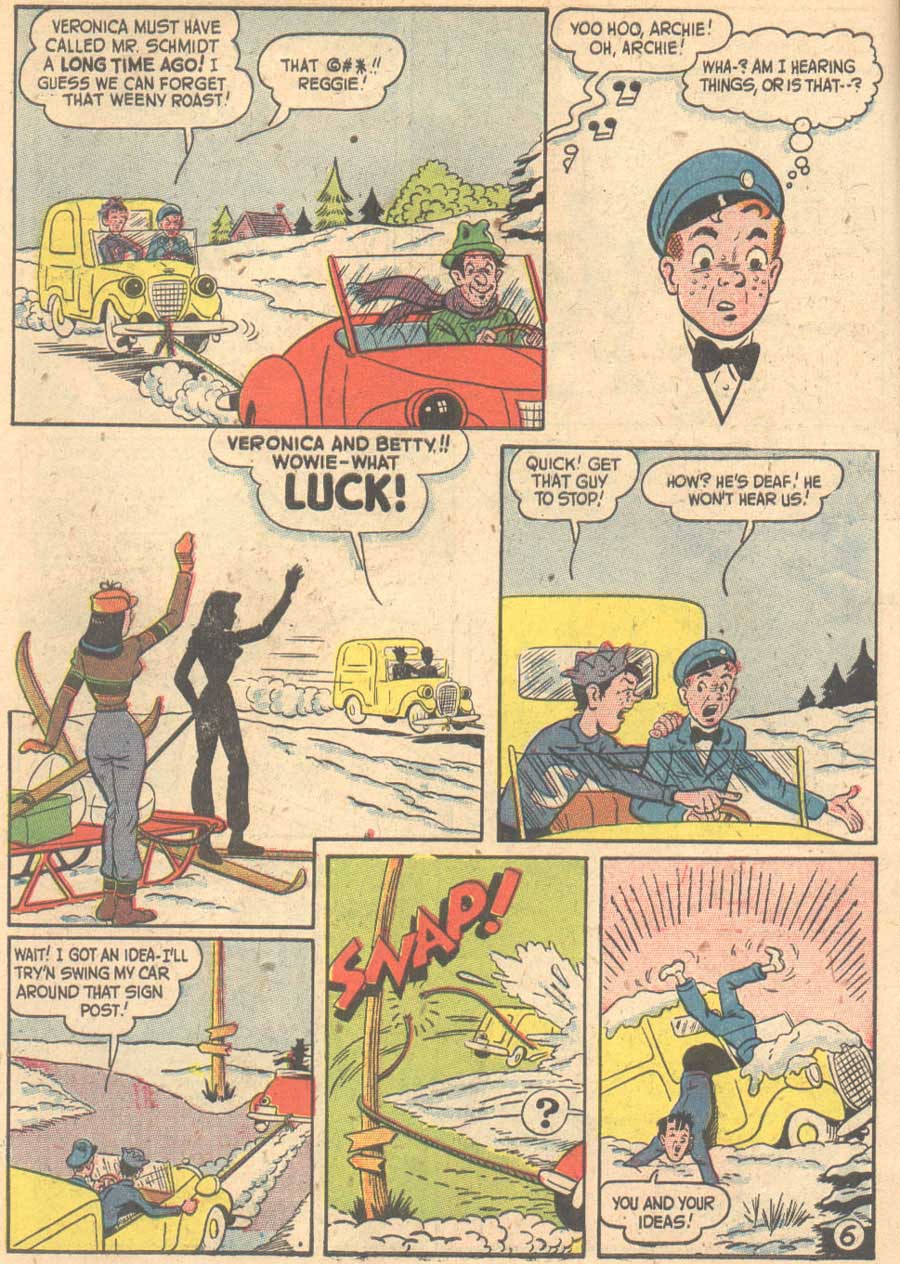 VERONICA MUST HAVE
CALLED MR. SCHMIDT
A LONG TIME AGO! I
GUESS WE CAN FORGET
THAT WEENY ROAST!
THAT @#*!!
REGGIE!
YOO HOO, ARCHIE!
OH, ARCHIE!
WHA-? AM I HEARING
THINGS, OR IS THAT--?
VERONICA AND BETTY!!
WOWIE-WHAT
LUCK!
QUICK! GET
THAT GUY
TO STOP!
HOW? HE'S DEAF! HE
WON'T HEAR US!
WAIT! I GOT AN IDEA-I'LL
TRY'N SWING MY CAR
AROUND THAT SIGN
POST!
SNAP!
?
YOU AND YOUR
IDEAS!
6